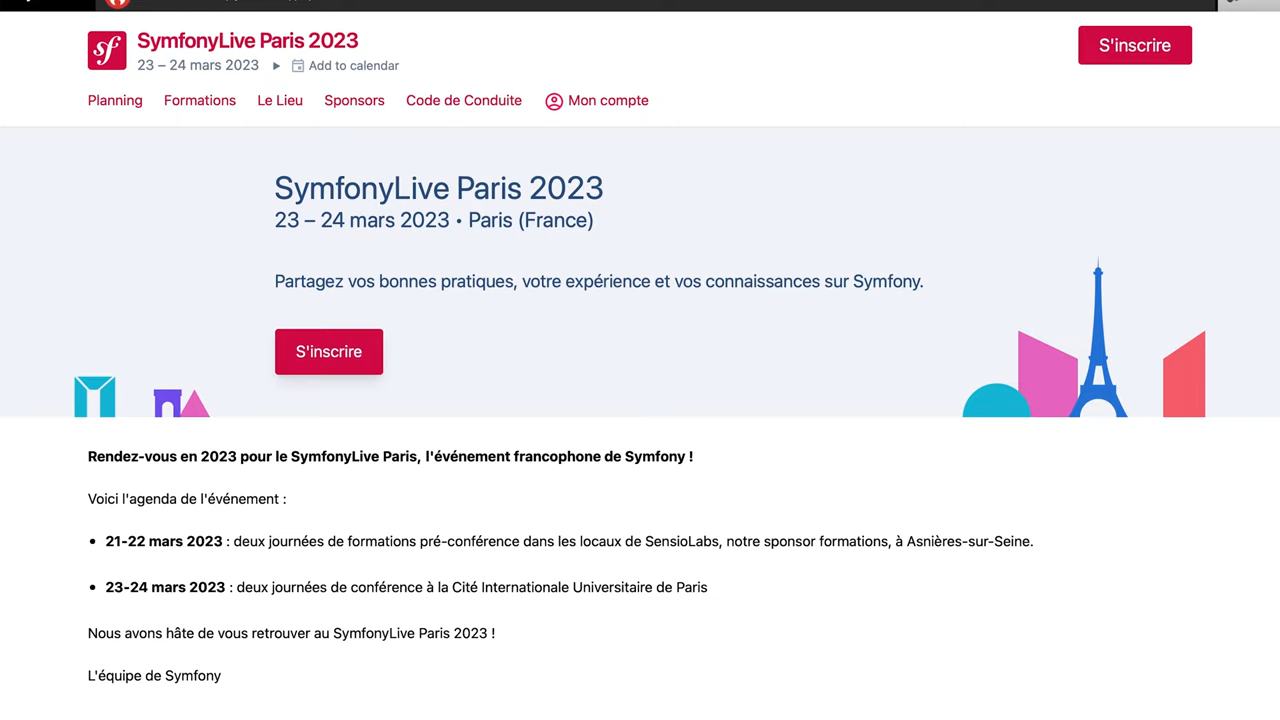 SymfonyLive Paris 2023
23 – 24 mars 2023 ▸ Add to calendar
S'inscrire
Planning Formations Le Lieu Sponsors Code de Conduite Mon compte
SymfonyLive Paris 2023
23 – 24 mars 2023 • Paris (France)
Partagez vos bonnes pratiques, votre expérience et vos connaissances sur Symfony.
S'inscrire
Rendez-vous en 2023 pour le SymfonyLive Paris, l'événement francophone de Symfony !
Voici l'agenda de l'événement :
• 21-22 mars 2023 : deux journées de formations pré-conférence dans les locaux de SensioLabs, notre sponsor formations, à Asnières-sur-Seine.
• 23-24 mars 2023 : deux journées de conférence à la Cité Internationale Universitaire de Paris
Nous avons hâte de vous retrouver au SymfonyLive Paris 2023 !
L'équipe de Symfony